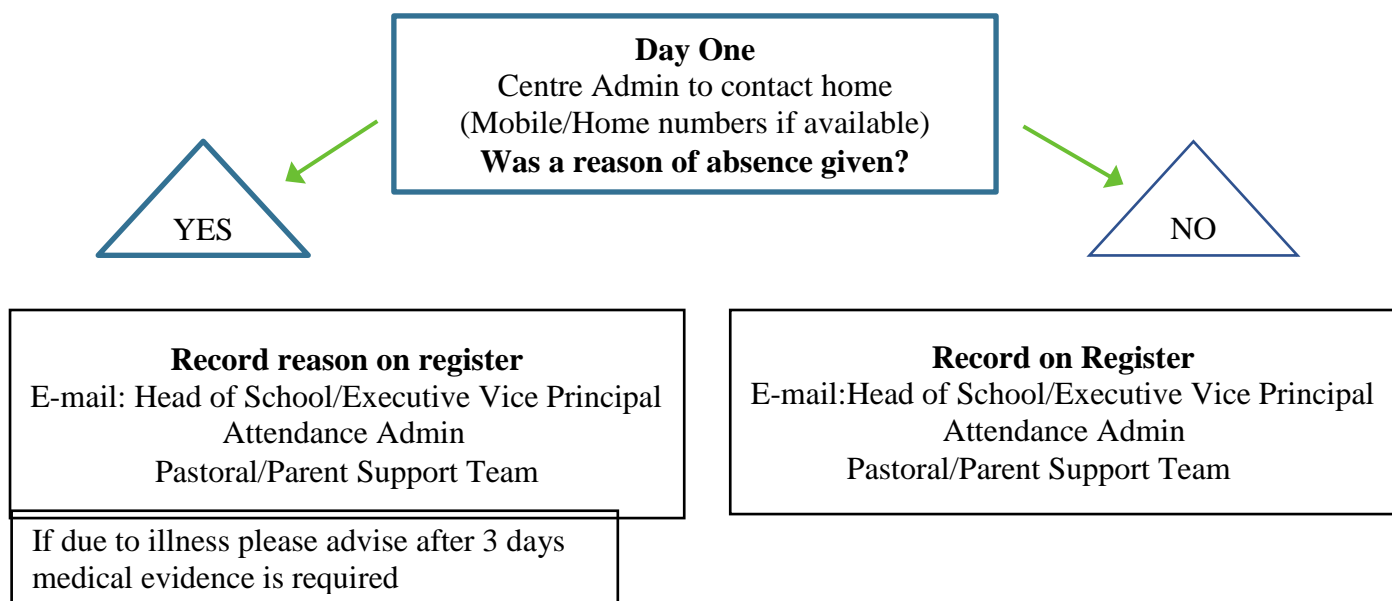 Day One
Centre Admin to contact home
(Mobile/Home numbers if available)
Was a reason of absence given?
YES
NO
Record reason on register
E-mail: Head of School/Executive Vice Principal
Attendance Admin
Pastoral/Parent Support Team
If due to illness please advise after 3 days
medical evidence is required
Record on Register
E-mail:Head of School/Executive Vice Principal
Attendance Admin
Pastoral/Parent Support Team